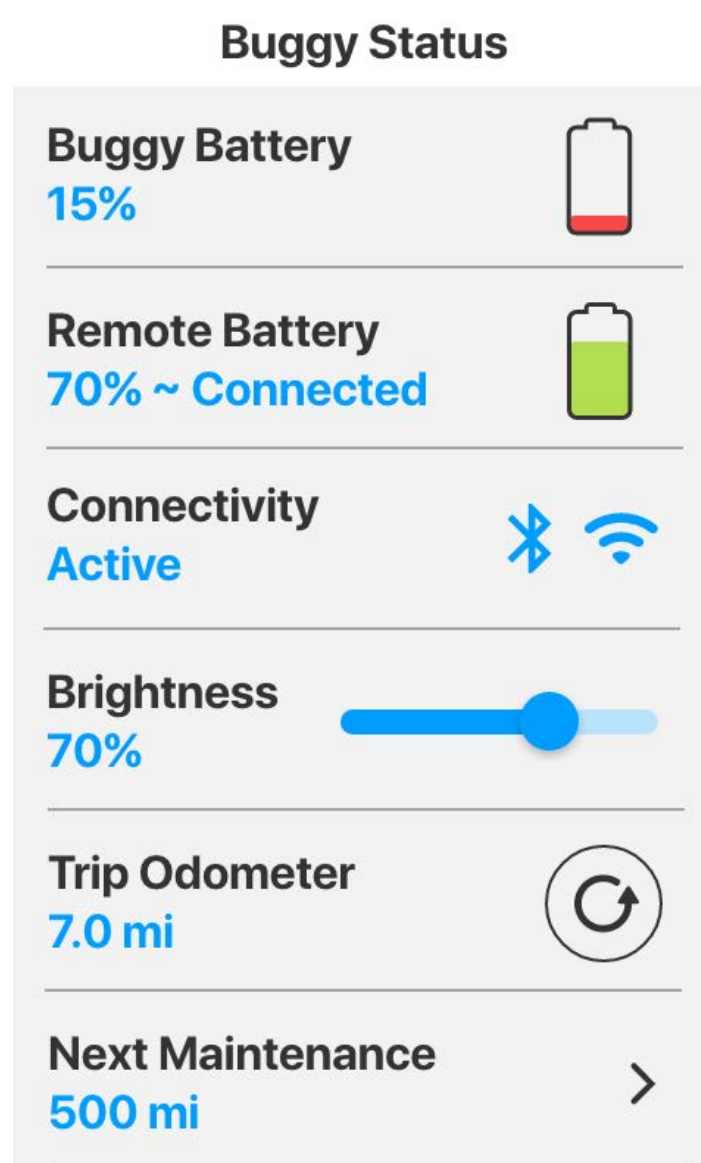 Buggy Status
Buggy Battery
15%
Remote Battery
70% ~ Connected
Connectivity
Active
Brightness
70%
Trip Odometer
7.0 mi
Next Maintenance
500 mi